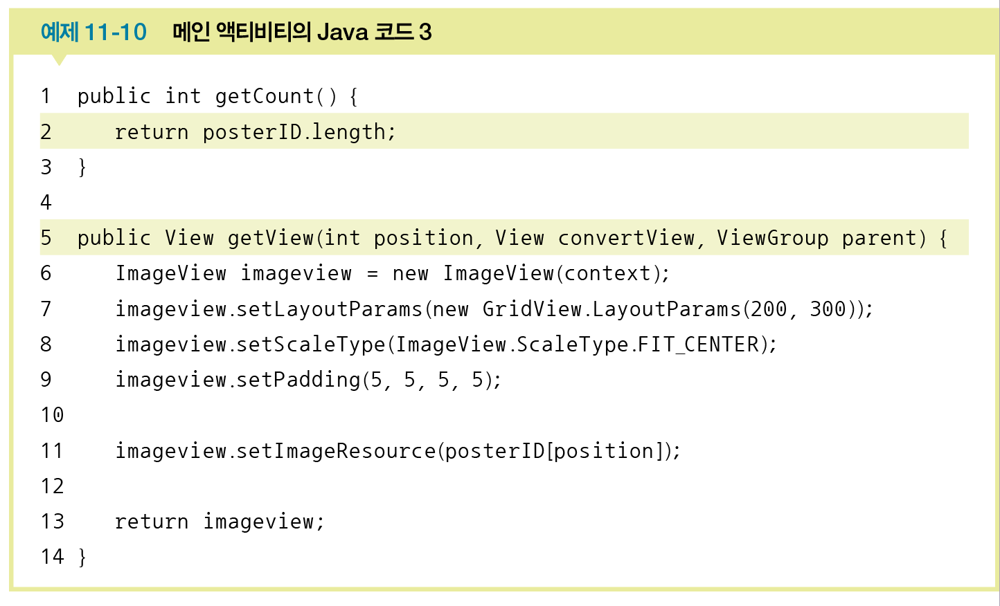 예제 11-10 메인 액티비티의 Java 코드 3
1 public int getCount() {
2 return posterID.length;
3 }
4
5 public View getView(int position, View convertView, ViewGroup parent) {
6 ImageView imageview = new ImageView(context);
7 imageview.setLayoutParams(new GridView.LayoutParams(200, 300));
8 imageview.setScaleType(ImageView.ScaleType.FIT_CENTER);
9 imageview.setPadding(5, 5, 5, 5);
10
11 imageview.setImageResource(posterID[position]);
12
13 return imageview;
14 }